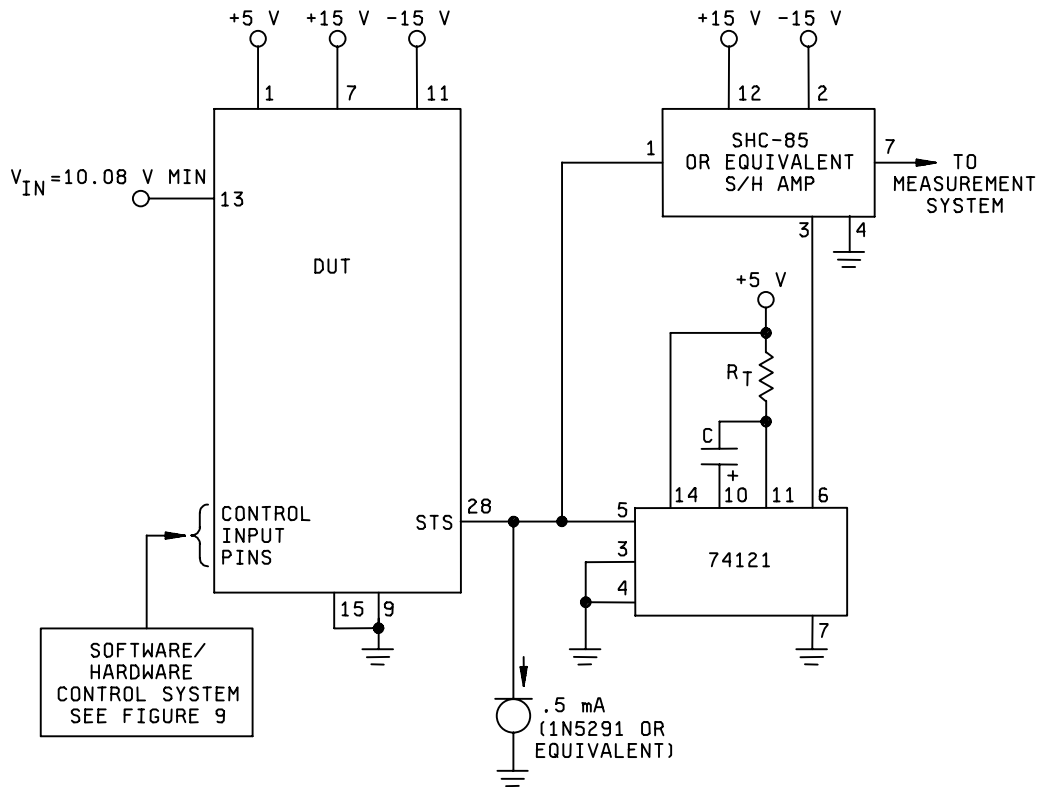 +5 V
+15 V
-15 V
1
7
11
V_IN=10.08 V MIN
13
DUT
CONTROL
INPUT
PINS
STS
28
15
9
SOFTWARE/
HARDWARE
CONTROL SYSTEM
SEE FIGURE 9
.5 mA
(1N5291 OR
EQUIVALENT)
+15 V
-15 V
12
2
1
SHC-85
OR EQUIVALENT
S/H AMP
7
TO
MEASUREMENT
SYSTEM
3
4
+5 V
R_T
C
+
14
10
11
6
5
3
4
74121
7